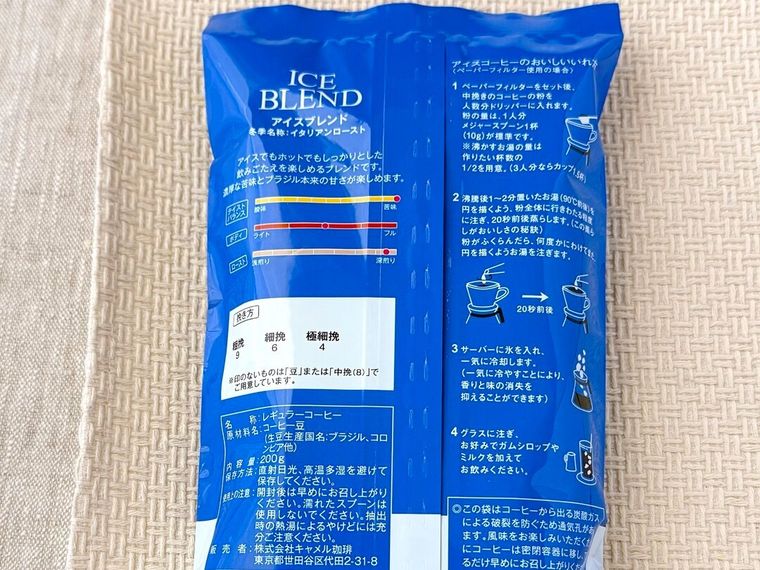 ICE
BLEND
アイスブレンド
冬季名称：イタリアンロースト
アイスでもホットでもしっかりとした
飲みごたえを楽しめるブレンドです。
濃厚な苦味とブラジル本来の甘さが楽しめます。
テイスト
バランス
酸味
苦味
ボディ
ライト
フル
ロースト
浅煎り
深煎り
挽き方
粗挽 細挽 極細挽
9 6 4
※印のないものは「豆」または「中挽(8)」で
ご用意しています。
名 称：レギュラーコーヒー
原材料名：コーヒー豆
(生豆生産国名：ブラジル、コロ
ンビア他)
内 容 量：200g
保存方法：直射日光、高温多湿を避けて
保存してください。
使用上の注意：開封後は早めにお召し上がり
ください。濡れたスプーンは
使用しないでください。抽出
時の熱湯によるやけどには充
分ご注意ください。
販 売 者：株式会社キャメル珈琲
東京都世田谷区代田2-31-8
アイスコーヒーのおいしいいれ
(ペーパーフィルター使用の場合)
1 ペーパーフィルターをセット後、
中挽きのコーヒーの粉を
人数分ドリッパーに入れます。
粉の量は、1人分
メジャースプーン1杯
(10g)が標準です。
※沸かすお湯の量は
作りたい杯数の
1/2を用意。(3人分ならカップ1.5杯)
2 沸騰後1〜2分置いたお湯(90℃前後)を
円を描くよう、粉全体に行きわたる程度
に注ぎ、20秒前後蒸らします。(この蒸ら
しがおいしさの秘訣)
粉がふくらんだら、何度かにわけて
円を描くようお湯を注ぎます。
20秒前後
3 サーバーに氷を入れ、
一気に冷却します。
(一気に冷やすことにより、
香りと味の消失を
抑えることができます)
4 グラスに注ぎ、
お好みでガムシロップや
ミルクを加えて
お飲みください。
◎この袋はコーヒーから出る炭酸ガス
による破裂を防ぐため通気孔があ
ます。風味をお楽しみいただく
にコーヒーは密閉容器に移し、
るだけ早めにお召し上がりくだ